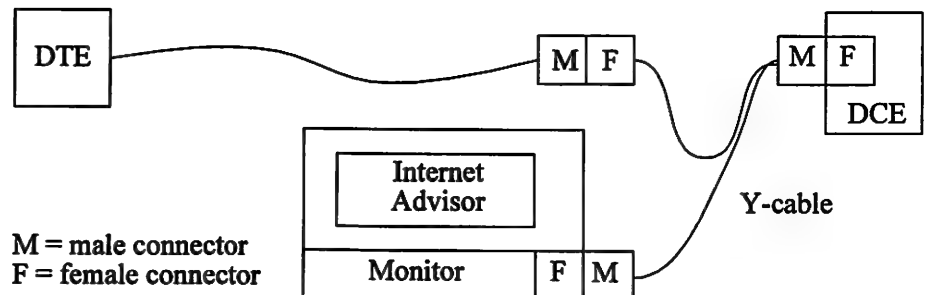 DTE
M F
M F
DCE
Internet
Advisor
Y-cable
M = male connector
F = female connector
Monitor
F M